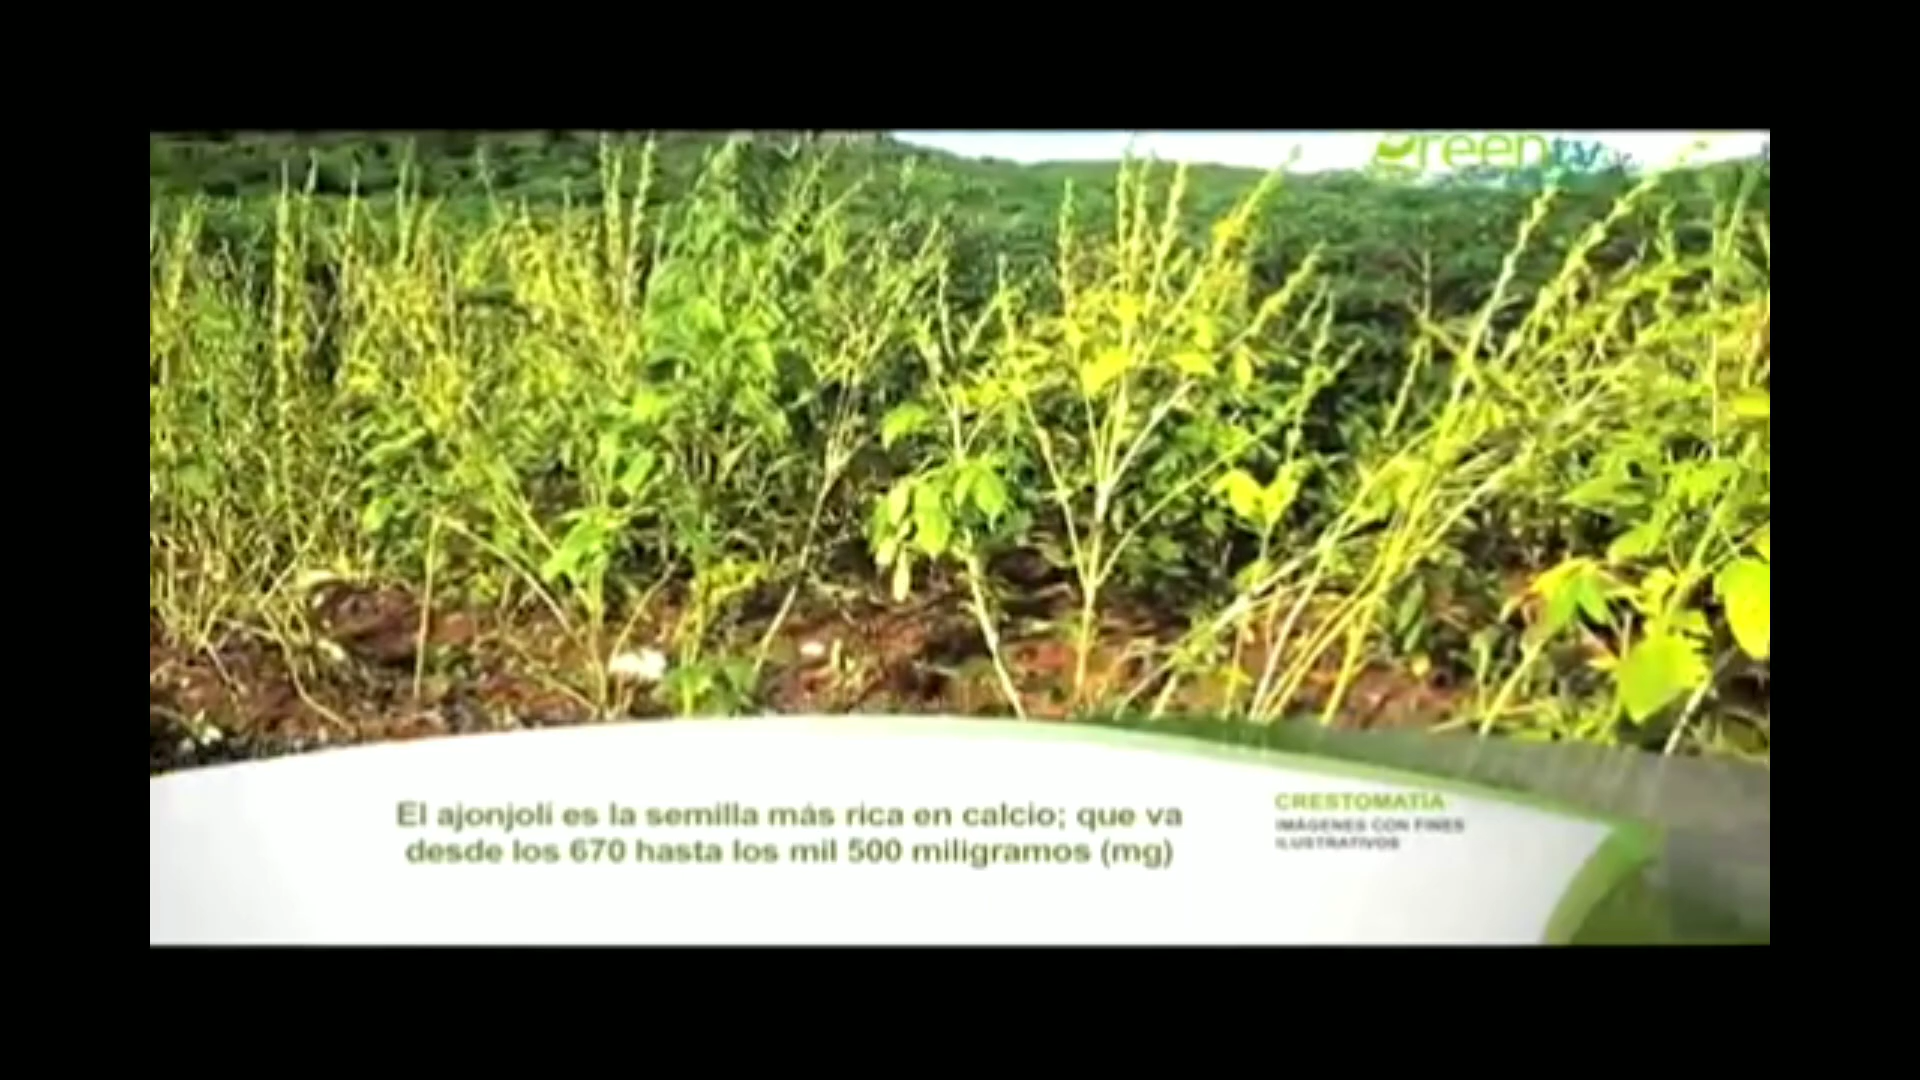 greentv
El ajonjolí es la semilla más rica en calcio; que va
desde los 670 hasta los mil 500 miligramos (mg)
CRESTOMATÍA
IMÁGENES CON FINES
ILUSTRATIVOS